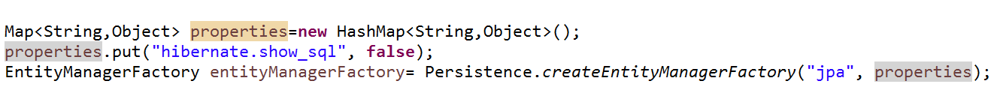 Map<String,Object> properties=new HashMap<String,Object>();
properties.put("hibernate.show_sql", false);
EntityManagerFactory entityManagerFactory= Persistence.createEntityManagerFactory("jpa", properties);